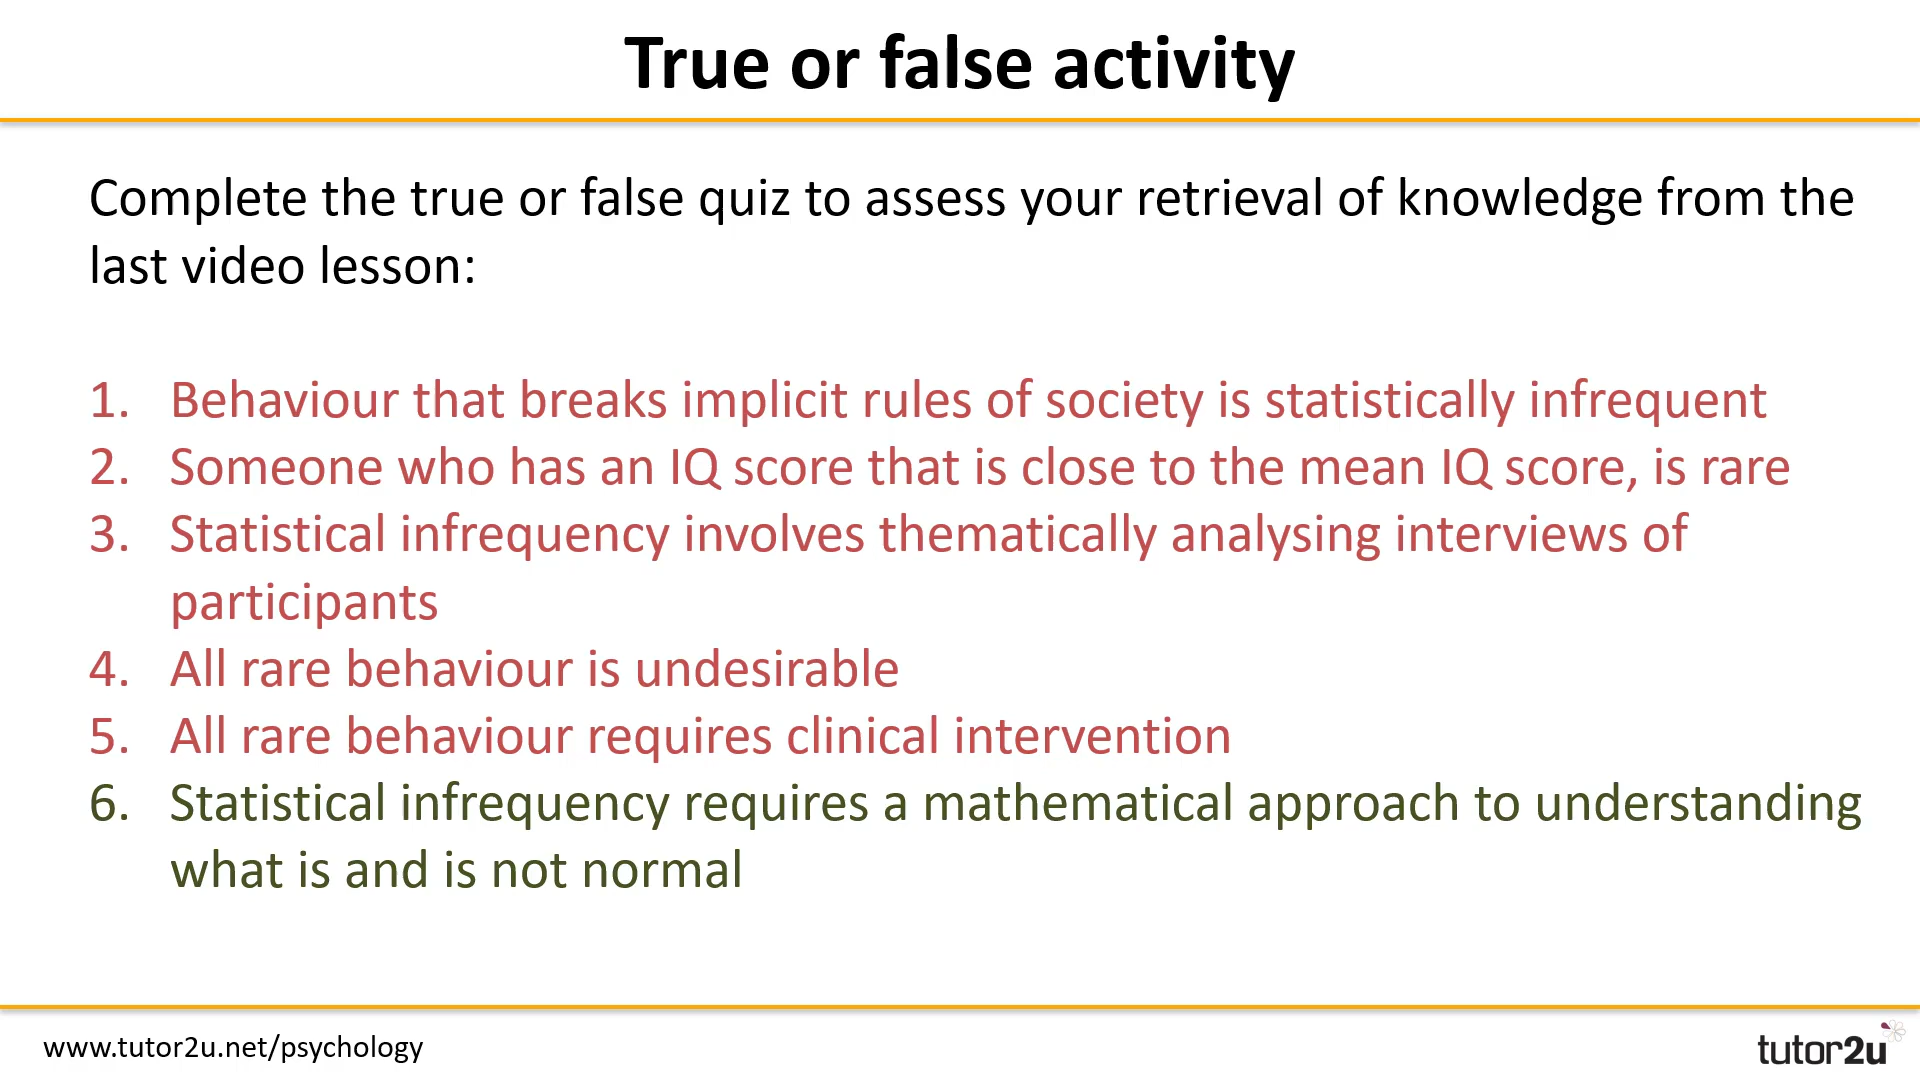 True or false activity
Complete the true or false quiz to assess your retrieval of knowledge from the
last video lesson:
1. Behaviour that breaks implicit rules of society is statistically infrequent
2. Someone who has an IQ score that is close to the mean IQ score, is rare
3. Statistical infrequency involves thematically analysing interviews of
participants
4. All rare behaviour is undesirable
5. All rare behaviour requires clinical intervention
6. Statistical infrequency requires a mathematical approach to understanding
what is and is not normal
www.tutor2u.net/psychology
tutor2u